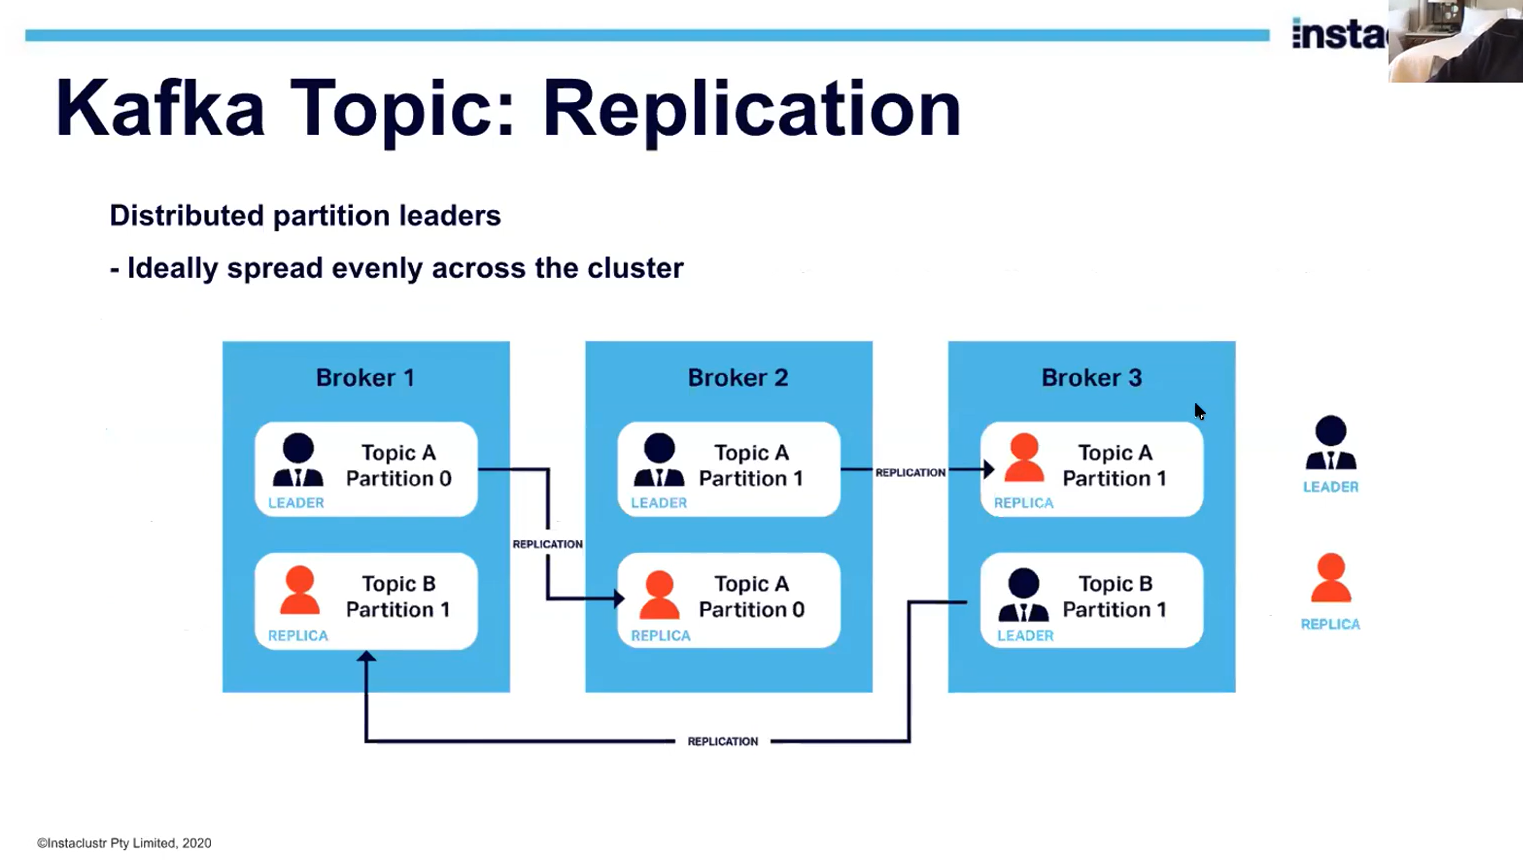 insta
Kafka Topic: Replication
Distributed partition leaders
- Ideally spread evenly across the cluster
Broker 1
Topic A
Partition 0
LEADER
Topic B
Partition 1
REPLICA
REPLICATION
Broker 2
Topic A
Partition 1
LEADER
Topic A
Partition 0
REPLICA
REPLICATION
Broker 3
Topic A
Partition 1
REPLICA
Topic B
Partition 1
LEADER
REPLICATION
LEADER
REPLICA
©Instaclustr Pty Limited, 2020